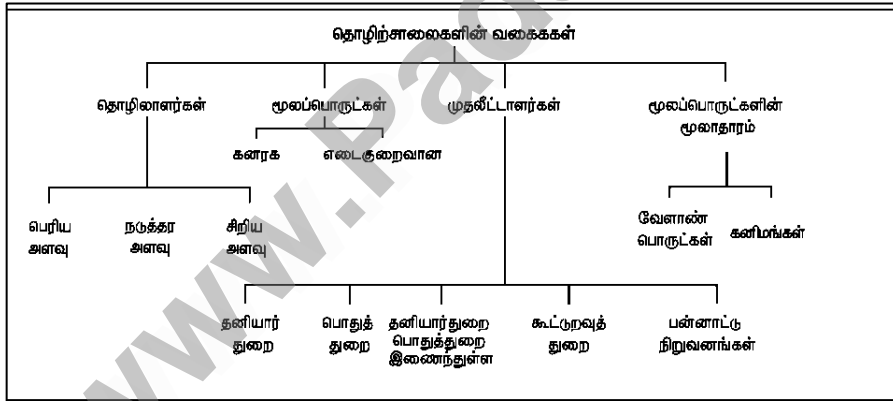 தொழிற்சாலைகளின் வகைககள்
தொழிலாளர்கள் மூலப்பொருட்கள் முதலீட்டாளர்கள் மூலப்பொருட்களின்
மூலாதாரம்
கனரக எடைகுறைவான
பெரிய அளவு
நடுத்தர அளவு
சிறிய அளவு
வேளாண் பொருட்கள்
கனிமங்கள்
தனியார் துறை
பொதுத் துறை
தனியார்துறை
பொதுத்துறை
இணைந்துள்ள
கூட்டுறவுத் துறை
பன்னாட்டு நிறுவனங்கள்